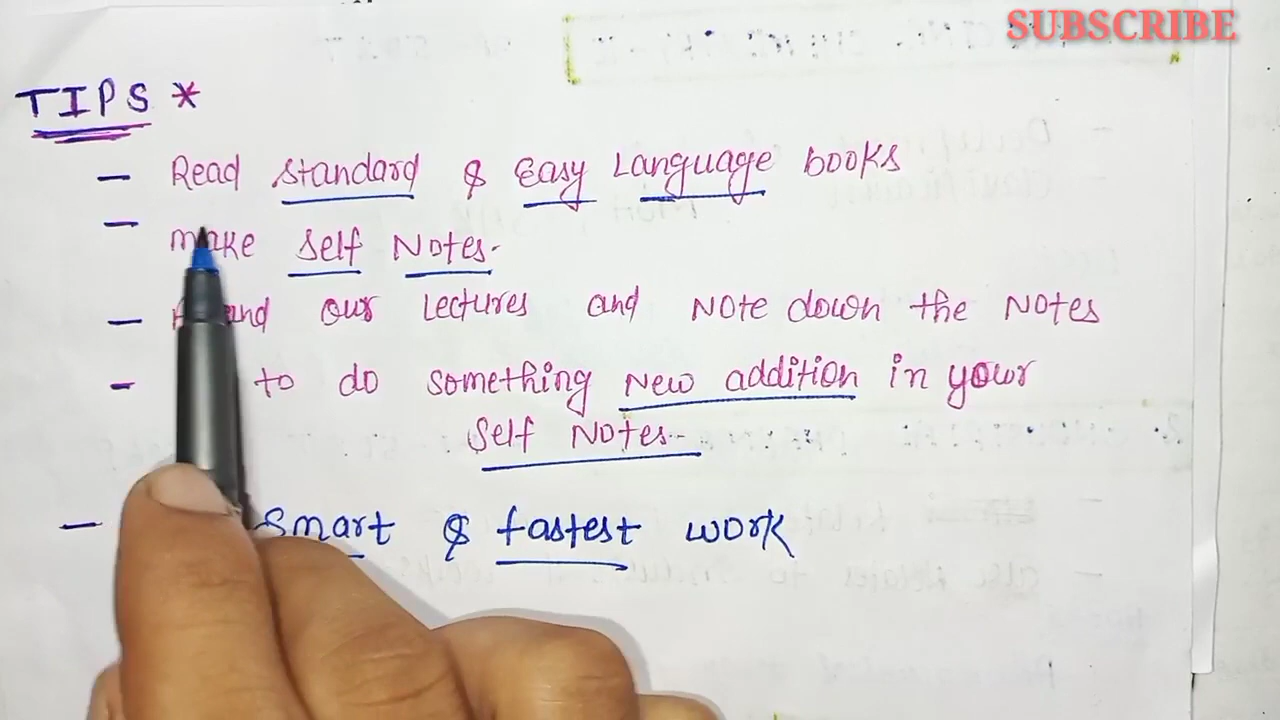 SUBSCRIBE
TIPS *
- Read standard & Easy Language books
- make self Notes.
- our Lectures and Note down the Notes
- to do something New addition in your
self Notes..
- smart & fastest work